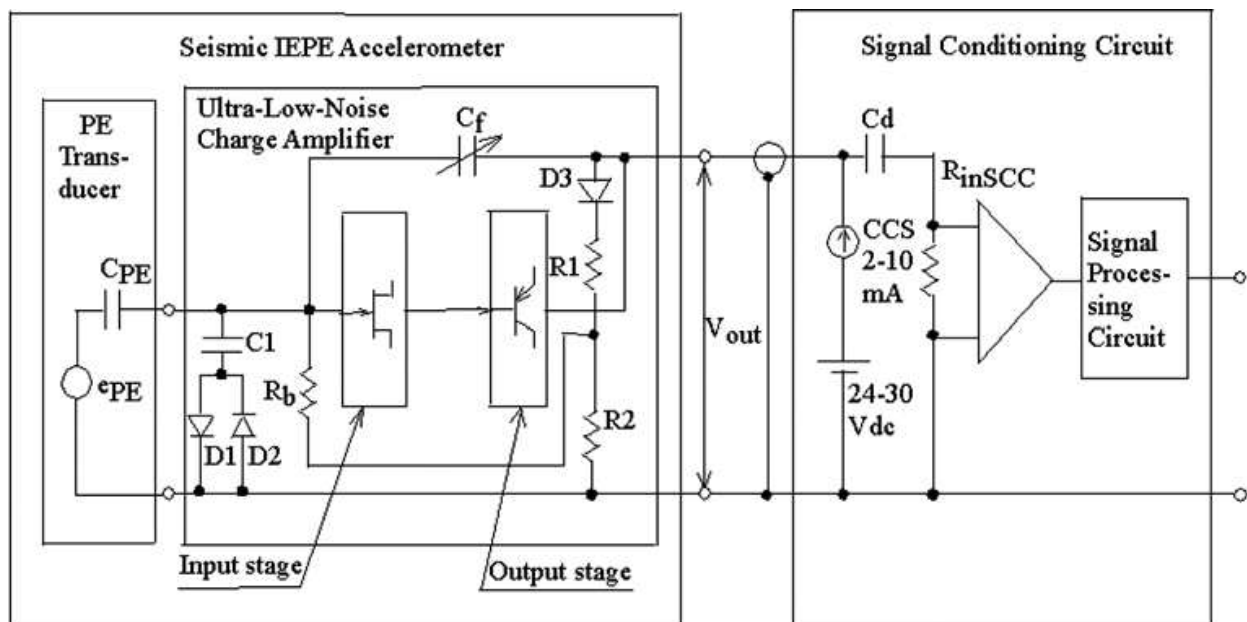 Seismic IEPE Accelerometer
Signal Conditioning Circuit
PE
Trans-
ducer
Ultra-Low-Noise
Charge Amplifier
Cf
D3
R1
Cd
RinSCC
CCS
2-10
mA
Signal
Proces-
sing
Circuit
CPE
C1
Vout
ePE
Rb
R2
24-30
Vdc
D1
D2
Input stage
Output stage